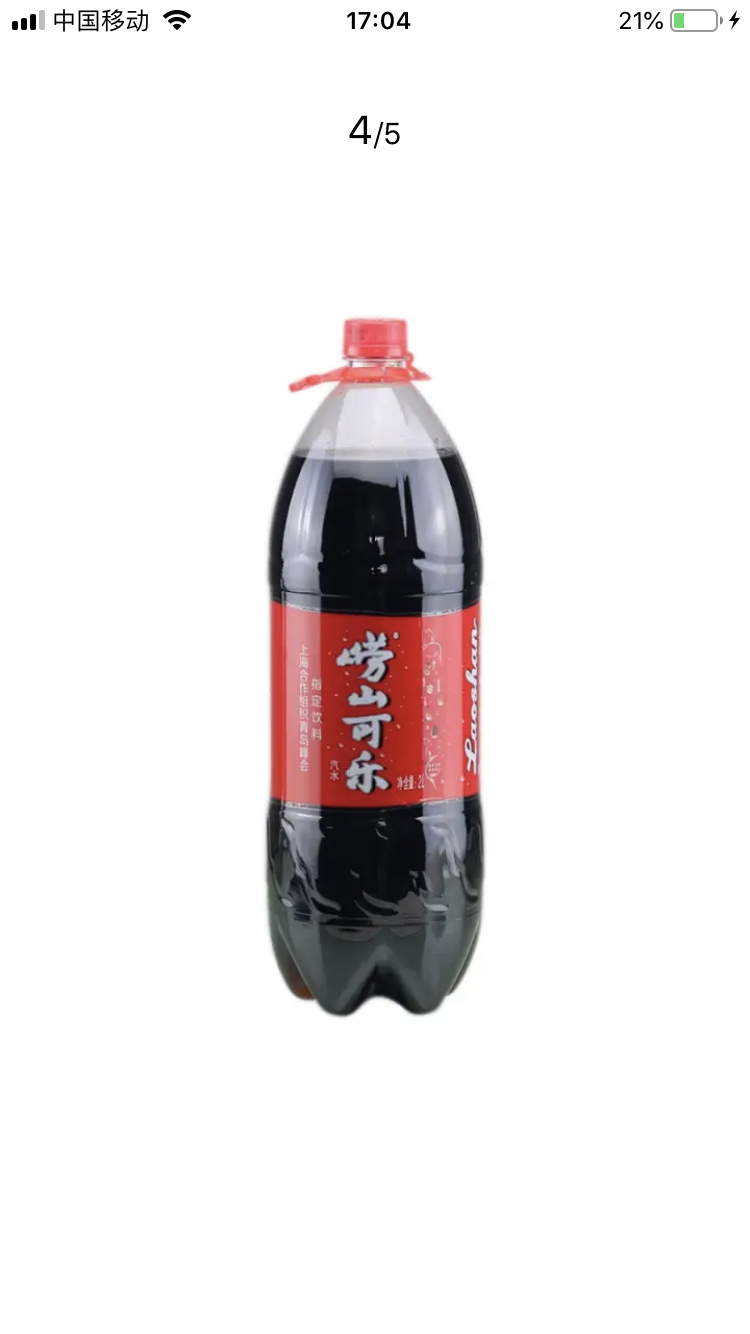 中国移动
17:04
21%
4/5
上海合作组织青岛峰会
指定饮料
崂山可乐
汽水
净含量:2L
Laoshan